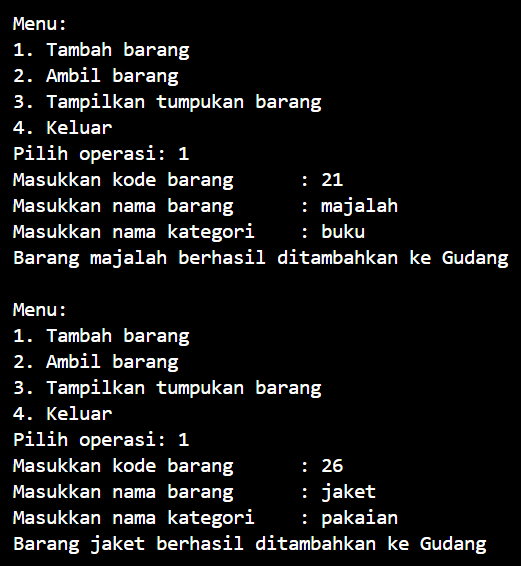 Menu:
1. Tambah barang
2. Ambil barang
3. Tampilkan tumpukan barang
4. Keluar
Pilih operasi: 1
Masukkan kode barang      : 21
Masukkan nama barang      : majalah
Masukkan nama kategori    : buku
Barang majalah berhasil ditambahkan ke Gudang

Menu:
1. Tambah barang
2. Ambil barang
3. Tampilkan tumpukan barang
4. Keluar
Pilih operasi: 1
Masukkan kode barang      : 26
Masukkan nama barang      : jaket
Masukkan nama kategori    : pakaian
Barang jaket berhasil ditambahkan ke Gudang